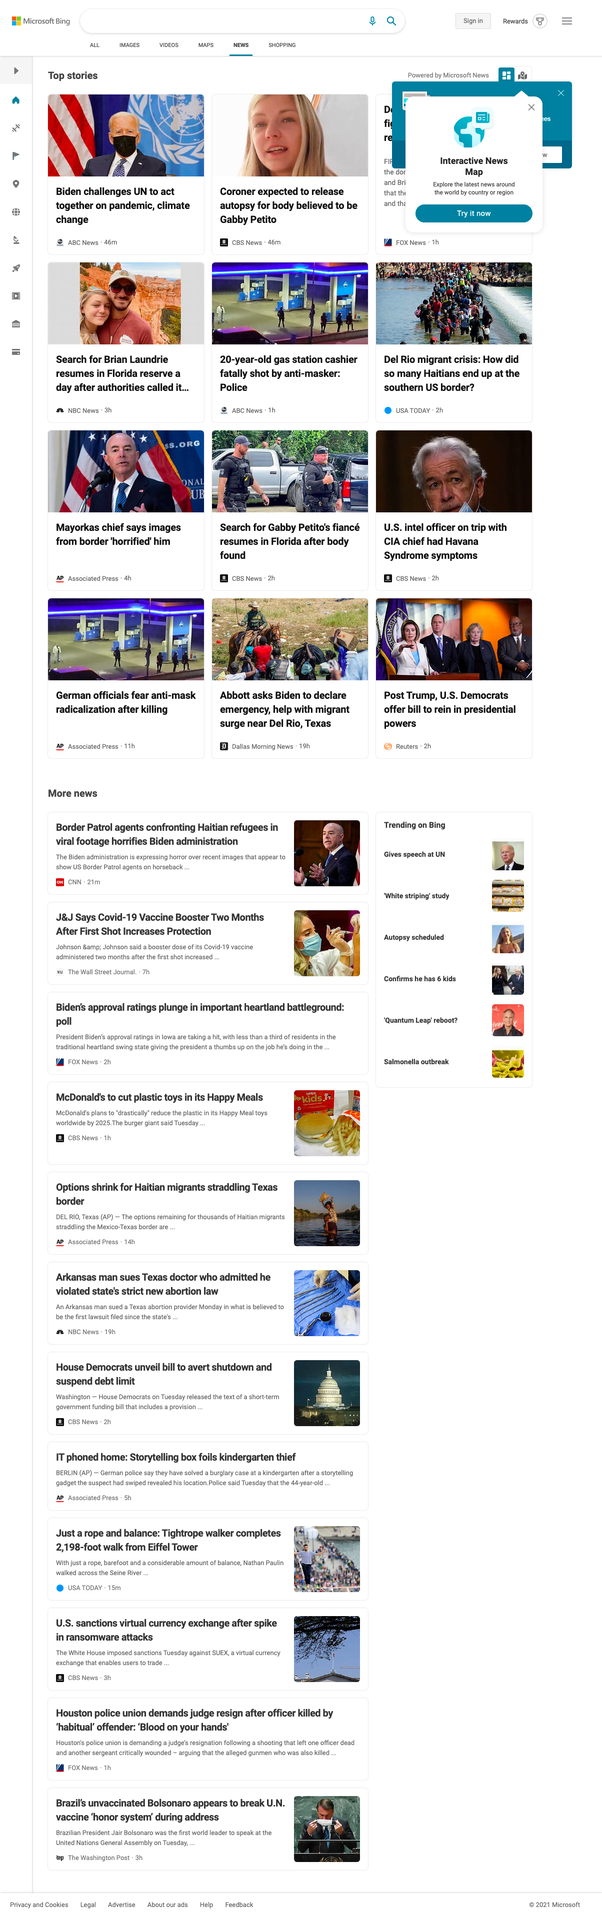 Microsoft Bing
Sign in
Rewards
ALL
IMAGES
VIDEOS
MAPS
NEWS
SHOPPING
Top stories
Powered by Microsoft News
Biden challenges UN to act
together on pandemic, climate
change
ABC News · 46m
Coroner expected to release
autopsy for body believed to be
Gabby Petito
CBS News · 46m
FOX News · 1h
Interactive News
Map
Explore the latest news around
the world by country or region
Try it now
Search for Brian Laundrie
resumes in Florida reserve a
day after authorities called it...
NBC News · 3h
20-year-old gas station cashier
fatally shot by anti-masker:
Police
ABC News · 1h
Del Rio migrant crisis: How did
so many Haitians end up at the
southern US border?
USA TODAY · 2h
Mayorkas chief says images
from border 'horrified' him
AP Associated Press · 4h
Search for Gabby Petito's fiancé
resumes in Florida after body
found
CBS News · 2h
U.S. intel officer on trip with
CIA chief had Havana
Syndrome symptoms
CBS News · 2h
German officials fear anti-mask
radicalization after killing
AP Associated Press · 11h
Abbott asks Biden to declare
emergency, help with migrant
surge near Del Rio, Texas
Dallas Morning News · 19h
Post Trump, U.S. Democrats
offer bill to rein in presidential
powers
Reuters · 2h
More news
Border Patrol agents confronting Haitian refugees in
viral footage horrifies Biden administration
The Biden administration is expressing horror over recent images that appear to
show US Border Patrol agents on horseback ...
CNN · 21m
J&J Says Covid-19 Vaccine Booster Two Months
After First Shot Increases Protection
Johnson &amp; Johnson said a booster dose of its Covid-19 vaccine
administered two months after the first shot increased ...
The Wall Street Journal. · 7h
Biden's approval ratings plunge in important heartland battleground:
poll
President Biden's approval ratings in Iowa are taking a hit, with less than a third of residents in the
traditional heartland swing state giving the president a thumbs up on the job he's doing in the ...
FOX News · 2h
McDonald's to cut plastic toys in its Happy Meals
McDonald's plans to "drastically" reduce the plastic in its Happy Meal toys
worldwide by 2025.The burger giant said Tuesday ...
CBS News · 1h
Options shrink for Haitian migrants straddling Texas
border
DEL RIO, Texas (AP) — The options remaining for thousands of Haitian migrants
straddling the Mexico-Texas border are ...
AP Associated Press · 14h
Arkansas man sues Texas doctor who admitted he
violated state's strict new abortion law
An Arkansas man sued a Texas abortion provider Monday in what is believed to
be the first lawsuit filed since the state's ...
NBC News · 19h
House Democrats unveil bill to avert shutdown and
suspend debt limit
Washington — House Democrats on Tuesday released the text of a short-term
government funding bill that includes a provision ...
CBS News · 2h
IT phoned home: Storytelling box foils kindergarten thief
BERLIN (AP) — German police say they have solved a burglary case at a kindergarten after a storytelling
gadget the suspect had swiped revealed his location.Police said Tuesday that the 44-year-old ...
AP Associated Press · 5h
Just a rope and balance: Tightrope walker completes
2,198-foot walk from Eiffel Tower
With just a rope, barefoot and a considerable amount of balance, Nathan Paulin
walked across the Seine River ...
USA TODAY · 15m
U.S. sanctions virtual currency exchange after spike
in ransomware attacks
The White House imposed sanctions Tuesday against SUEX, a virtual currency
exchange that enables users to trade ...
CBS News · 3h
Houston police union demands judge resign after officer killed by
'habitual' offender: 'Blood on your hands'
Houston's police union is demanding a judge's resignation following a shooting that left one officer dead
and another sergeant critically wounded – arguing that the alleged gunmen who was also killed ...
FOX News · 1h
Brazil's unvaccinated Bolsonaro appears to break U.N.
vaccine 'honor system' during address
Brazilian President Jair Bolsonaro was the first world leader to speak at the
United Nations General Assembly on Tuesday, ...
The Washington Post · 3h
Trending on Bing
Gives speech at UN
'White striping' study
Autopsy scheduled
Confirms he has 6 kids
'Quantum Leap' reboot?
Salmonella outbreak
Privacy and Cookies
Legal
Advertise
About our ads
Help
Feedback
© 2021 Microsoft